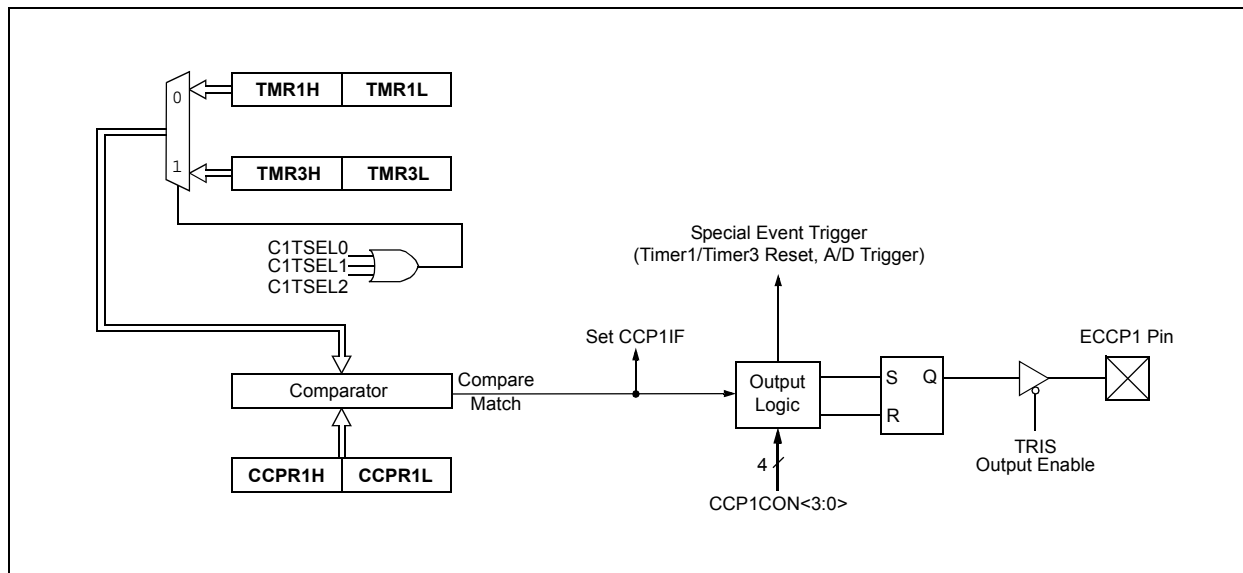 0
TMR1H TMR1L
1
TMR3H TMR3L
C1TSEL0
C1TSEL1
C1TSEL2
Special Event Trigger
(Timer1/Timer3 Reset, A/D Trigger)
Set CCP1IF
ECCP1 Pin
Comparator
Compare
Match
Output
Logic
S Q
R
TRIS
Output Enable
CCPR1H CCPR1L
4
CCP1CON<3:0>